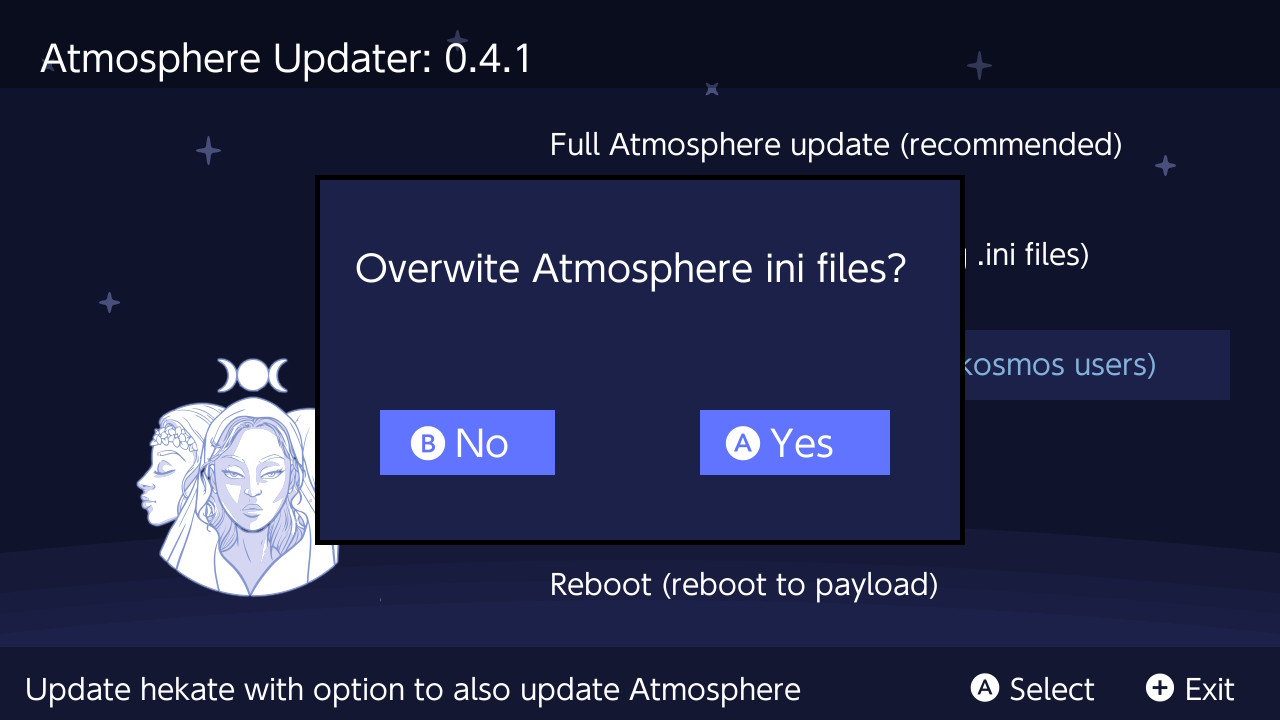 Atmosphere Updater: 0.4.1
Full Atmosphere update (recommended)
.ini files)
Overwite Atmosphere ini files?
kosmos users)
B No
A Yes
Reboot (reboot to payload)
Update hekate with option to also update Atmosphere
A Select
+ Exit